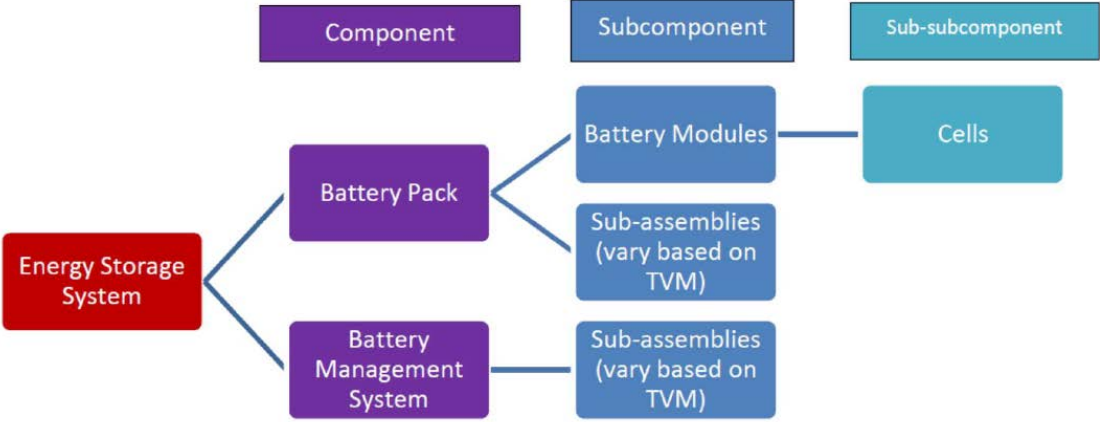 Component
Subcomponent
Sub-subcomponent
Battery Modules
Cells
Battery Pack
Sub-assemblies
(vary based on
TVM)
Energy Storage
System
Battery
Management
System
Sub-assemblies
(vary based on
TVM)